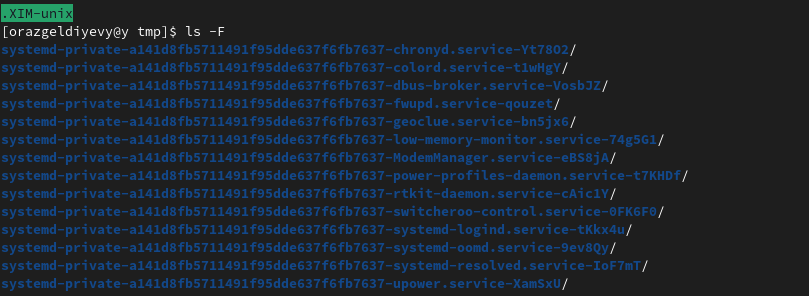 .XIM-unix
[orazgeldiyevy@y tmp]$ ls -F
systemd-private-a141d8fb5711491f95dde637f6fb7637-chronyd.service-Yt78O2/
systemd-private-a141d8fb5711491f95dde637f6fb7637-colord.service-t1wHgY/
systemd-private-a141d8fb5711491f95dde637f6fb7637-dbus-broker.service-VosbJZ/
systemd-private-a141d8fb5711491f95dde637f6fb7637-fwupd.service-qouzet/
systemd-private-a141d8fb5711491f95dde637f6fb7637-geoclue.service-bn5jx6/
systemd-private-a141d8fb5711491f95dde637f6fb7637-low-memory-monitor.service-74g5G1/
systemd-private-a141d8fb5711491f95dde637f6fb7637-ModemManager.service-eBS8jA/
systemd-private-a141d8fb5711491f95dde637f6fb7637-power-profiles-daemon.service-t7KHDf/
systemd-private-a141d8fb5711491f95dde637f6fb7637-rtkit-daemon.service-cAic1Y/
systemd-private-a141d8fb5711491f95dde637f6fb7637-switcheroo-control.service-0FK6F0/
systemd-private-a141d8fb5711491f95dde637f6fb7637-systemd-logind.service-tKkx4u/
systemd-private-a141d8fb5711491f95dde637f6fb7637-systemd-oomd.service-9ev8Qy/
systemd-private-a141d8fb5711491f95dde637f6fb7637-systemd-resolved.service-IoF7mT/
systemd-private-a141d8fb5711491f95dde637f6fb7637-upower.service-XamSxU/